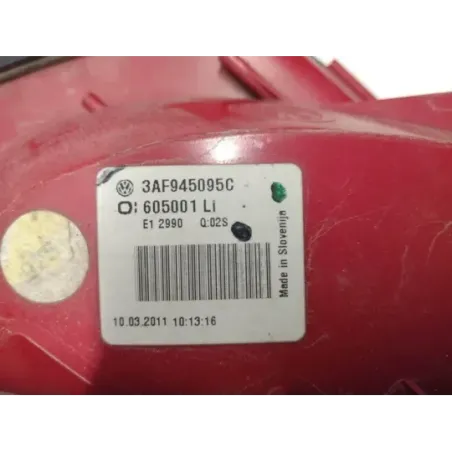 3AF945095C
605001 Li
E1 2990 Q:02S
10.03.2011 10:13:16
Made in Slovenija